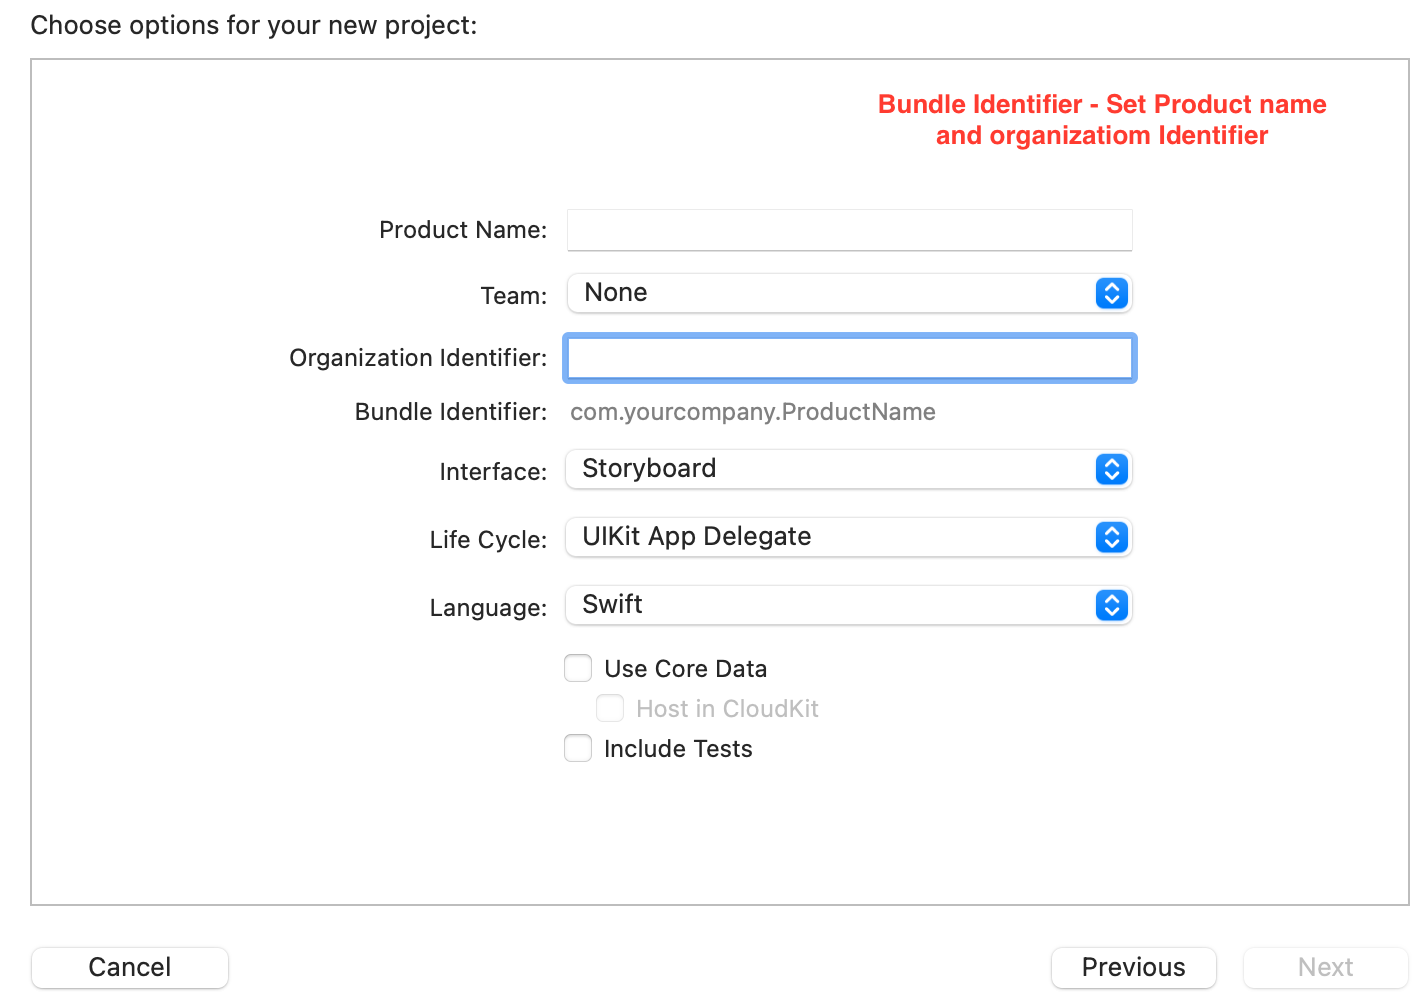 Choose options for your new project:
Bundle Identifier - Set Product name
and organizatiom Identifier
Product Name:
Team: None
Organization Identifier:
Bundle Identifier: com.yourcompany.ProductName
Interface: Storyboard
Life Cycle: UIKit App Delegate
Language: Swift
Use Core Data
Host in CloudKit
Include Tests
Cancel Previous Next